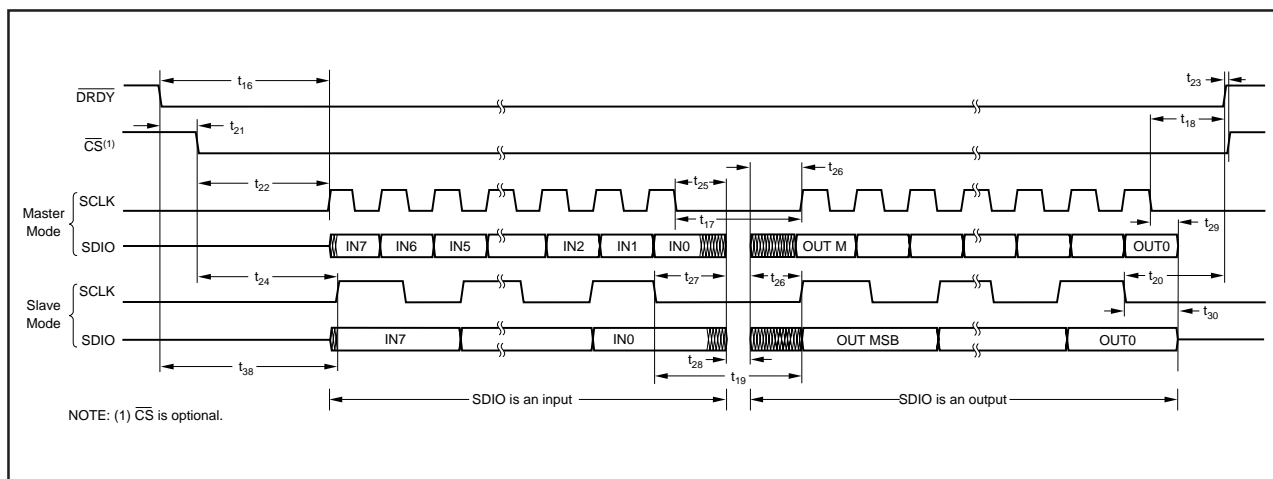 t16
t23
DRDY
t18
t21
CS(1)
t26
t22
t25
SCLK
t17
Master
Mode
t29
SDIO
IN7 IN6 IN5 IN2 IN1 IN0 OUT M OUT0
t24
t27
t26
t20
SCLK
Slave
Mode
t30
SDIO
IN7 IN0 OUT MSB OUT0
t28
t38
t19
SDIO is an input
SDIO is an output
NOTE: (1) CS is optional.